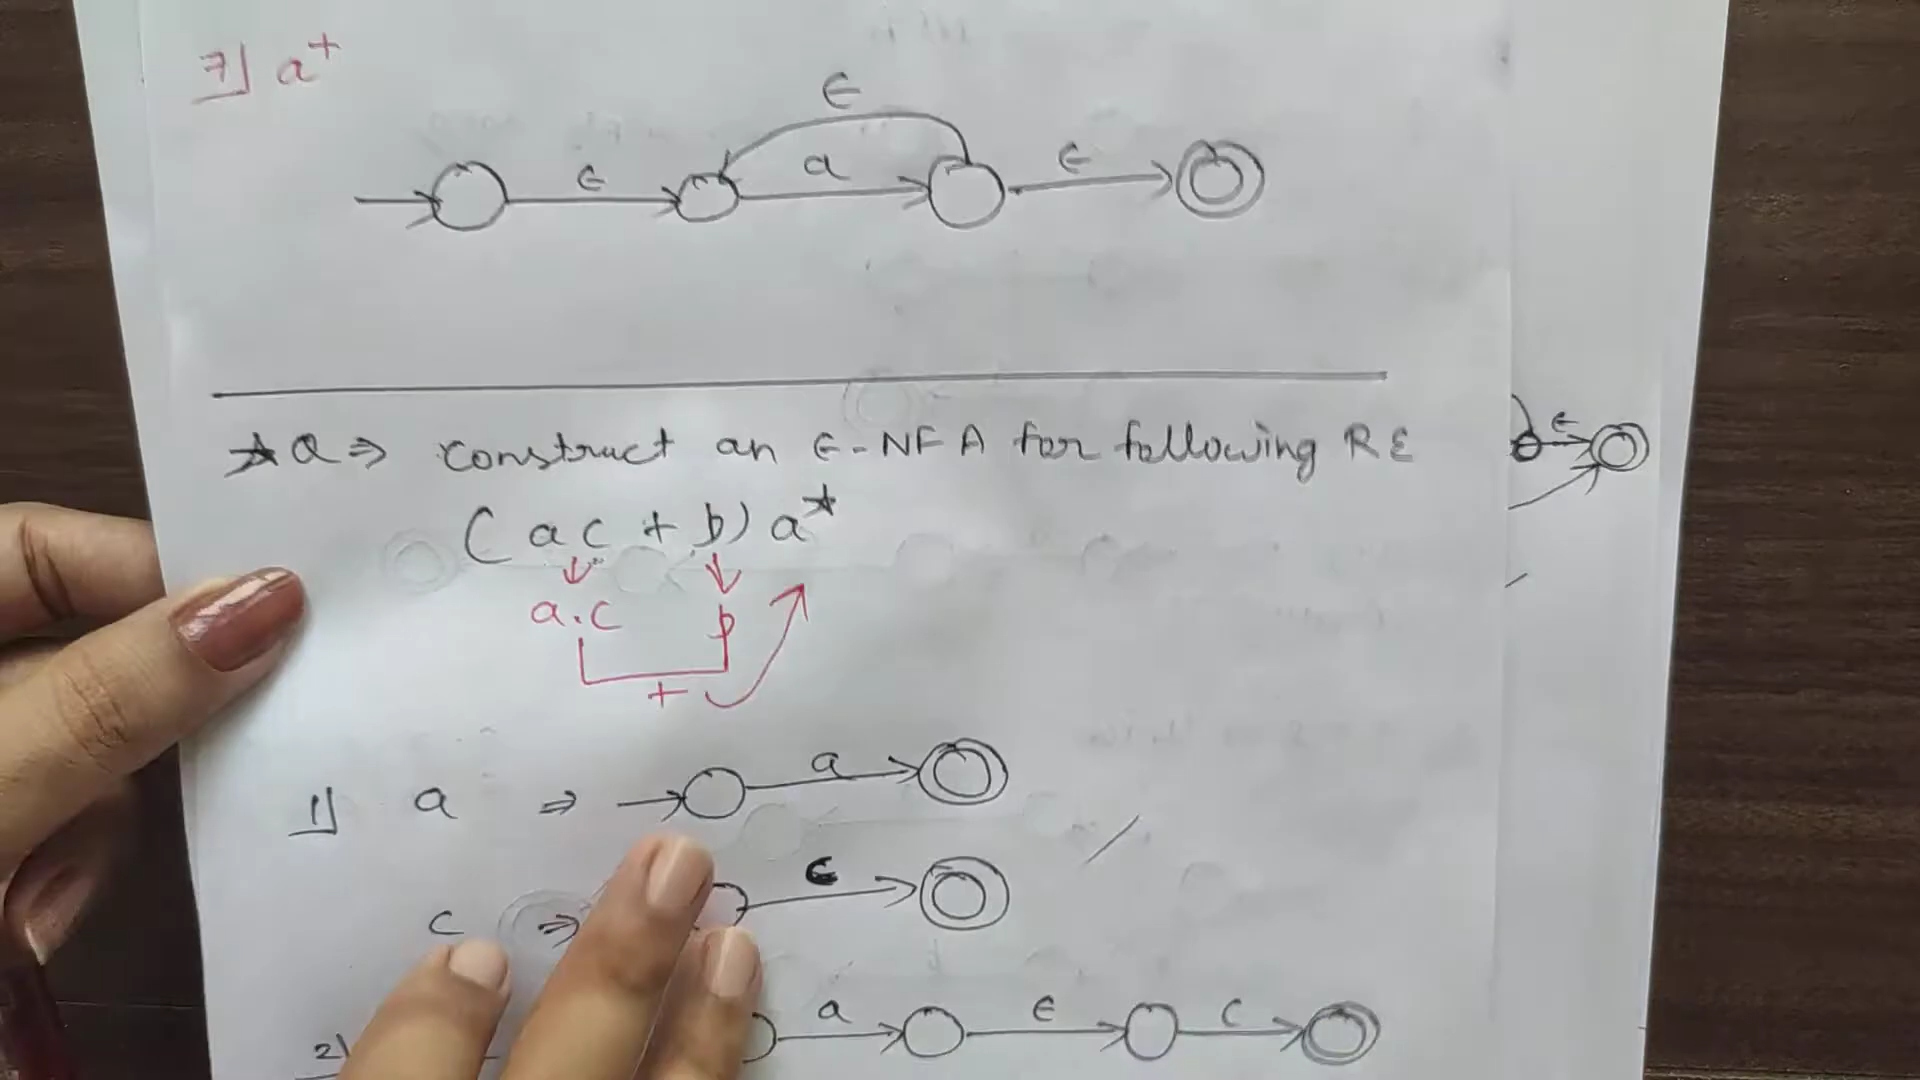 7] a⁺
ε
ε a ε
★ Q ⇒ construct an ε-NFA for following RE
(ac + b) a*
a.c b
+
1] a ⇒ a
c ⇒ c
2] a ε c
ε